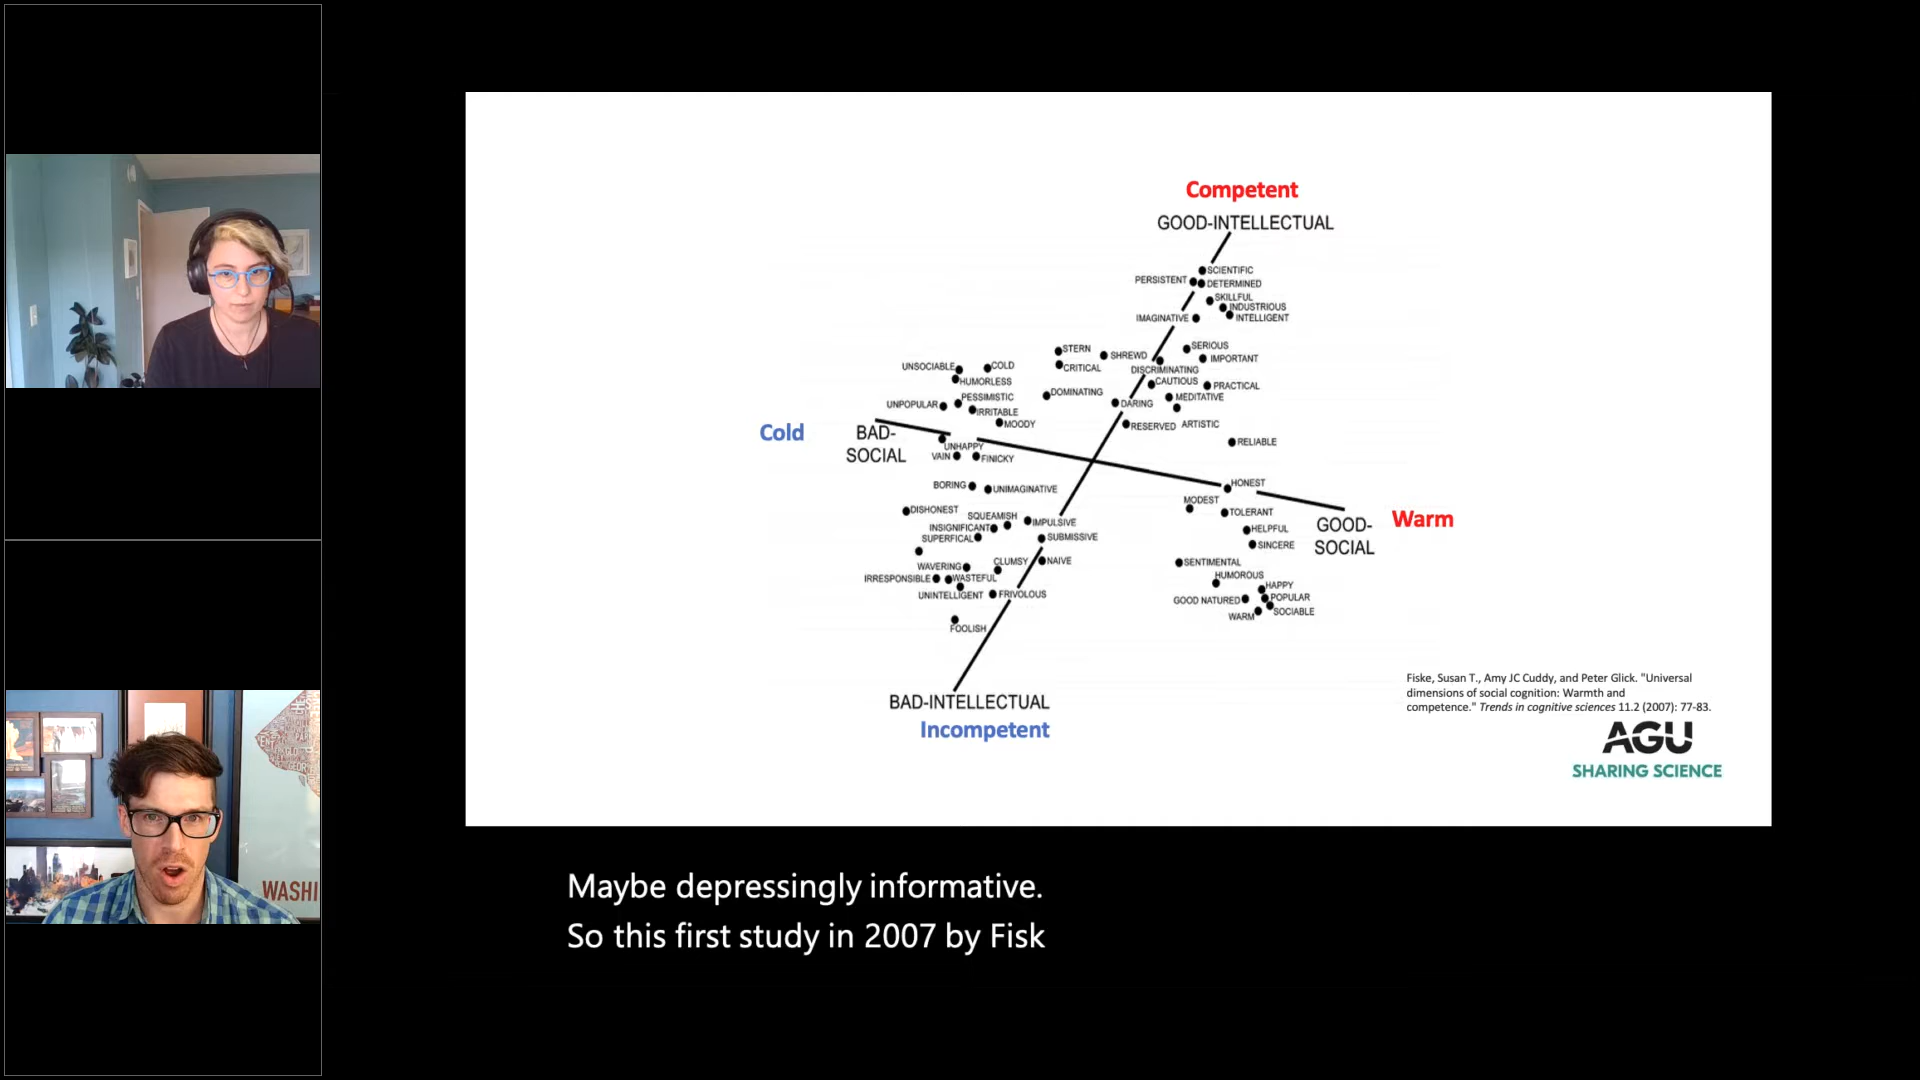 Competent
GOOD-INTELLECTUAL
SCIENTIFIC
PERSISTENT
DETERMINED
SKILLFUL
INDUSTRIOUS
IMAGINATIVE
INTELLIGENT
STERN
SHREWD
SERIOUS
IMPORTANT
UNSOCIABLE
COLD
CRITICAL
DISCRIMINATING
HUMORLESS
CAUTIOUS
PRACTICAL
PESSIMISTIC
DOMINATING
MEDITATIVE
UNPOPULAR
IRRITABLE
DARING
MOODY
RESERVED
ARTISTIC
Cold
BAD-
SOCIAL
UNHAPPY
RELIABLE
VAIN
FINICKY
BORING
UNIMAGINATIVE
HONEST
MODEST
DISHONEST
SQUEAMISH
TOLERANT
INSIGNIFICANT
IMPULSIVE
HELPFUL
GOOD-
SOCIAL
Warm
SUPERFICAL
SUBMISSIVE
SINCERE
WAVERING
CLUMSY
NAIVE
SENTIMENTAL
IRRESPONSIBLE
WASTEFUL
HUMOROUS
HAPPY
UNINTELLIGENT
FRIVOLOUS
GOOD NATURED
POPULAR
WARM
SOCIABLE
FOOLISH
BAD-INTELLECTUAL
Incompetent
Fiske, Susan T., Amy JC Cuddy, and Peter Glick. "Universal
dimensions of social cognition: Warmth and
competence." Trends in cognitive sciences 11.2 (2007): 77-83.
AGU
SHARING SCIENCE
WASHI
Maybe depressingly informative.
So this first study in 2007 by Fisk